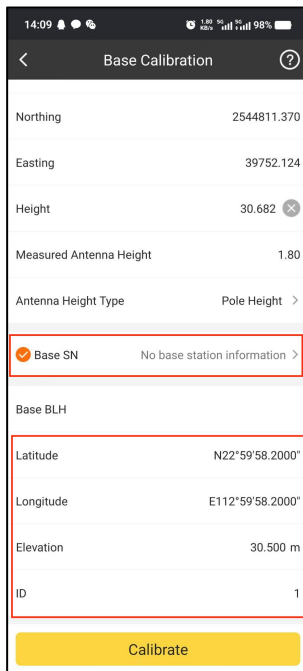 14:09 1.80 KB/s 5G 5G 98%
Base Calibration ?
Northing 2544811.370
Easting 39752.124
Height 30.682
Measured Antenna Height 1.80
Antenna Height Type Pole Height >
Base SN No base station information >
Base BLH
Latitude N22°59'58.2000"
Longitude E112°59'58.2000"
Elevation 30.500 m
ID 1
Calibrate